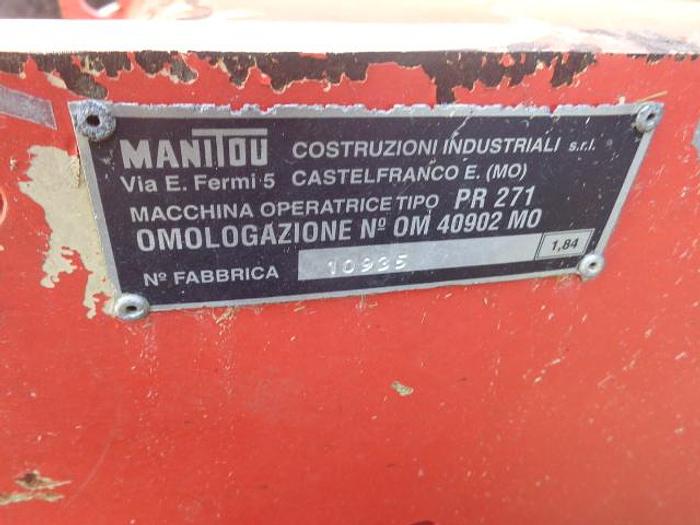 MANITOU COSTRUZIONI INDUSTRIALI s.r.l.
Via E. Fermi 5 CASTELFRANCO E. (MO)
MACCHINA OPERATRICE TIPO PR 271
OMOLOGAZIONE Nº OM 40902 MO
1,84
Nº FABBRICA 10935